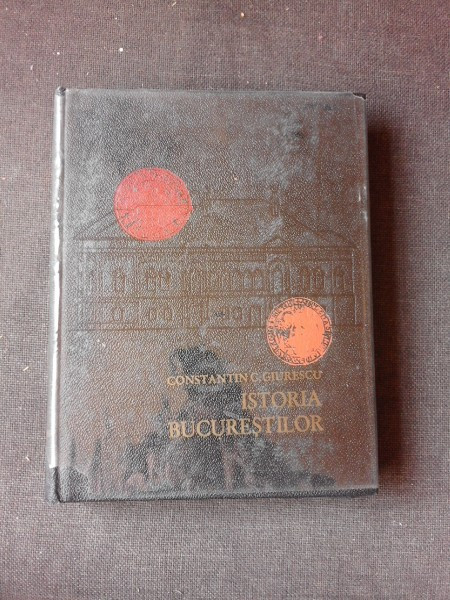 CONSTANTIN C. GIURESCU
ISTORIA
BUCUREȘTILOR